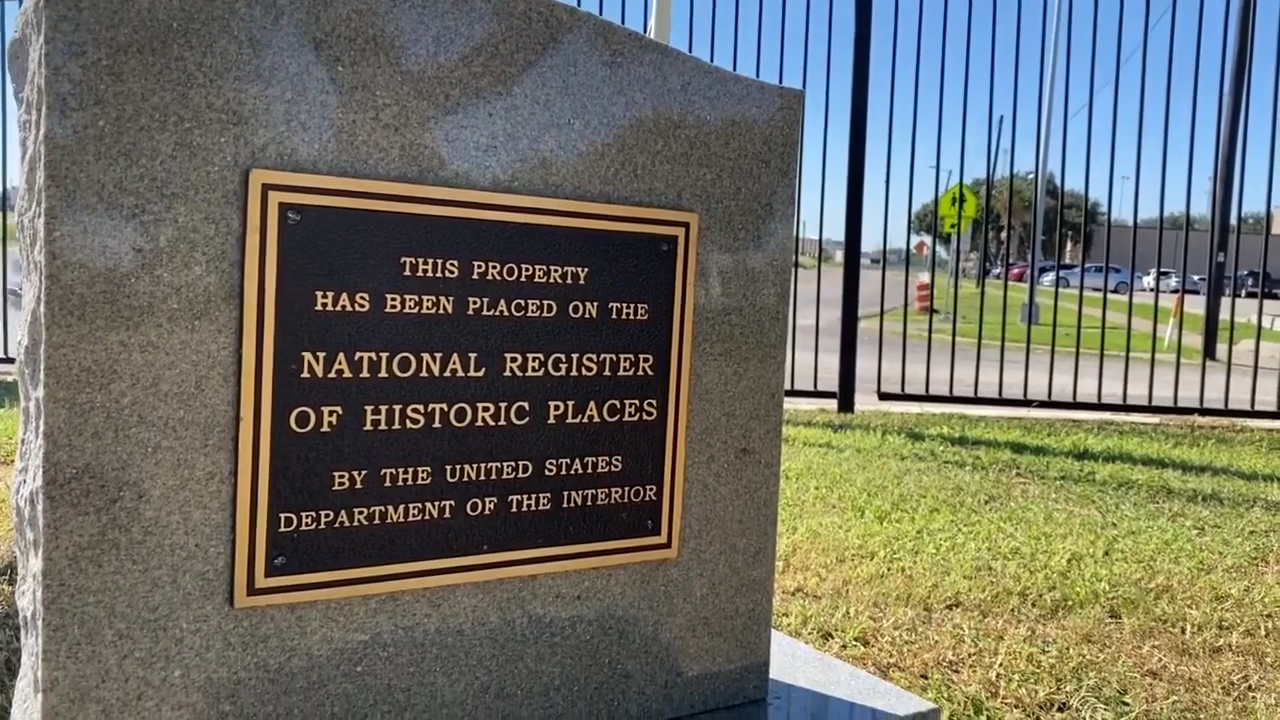 THIS PROPERTY
HAS BEEN PLACED ON THE
NATIONAL REGISTER
OF HISTORIC PLACES
BY THE UNITED STATES
DEPARTMENT OF THE INTERIOR